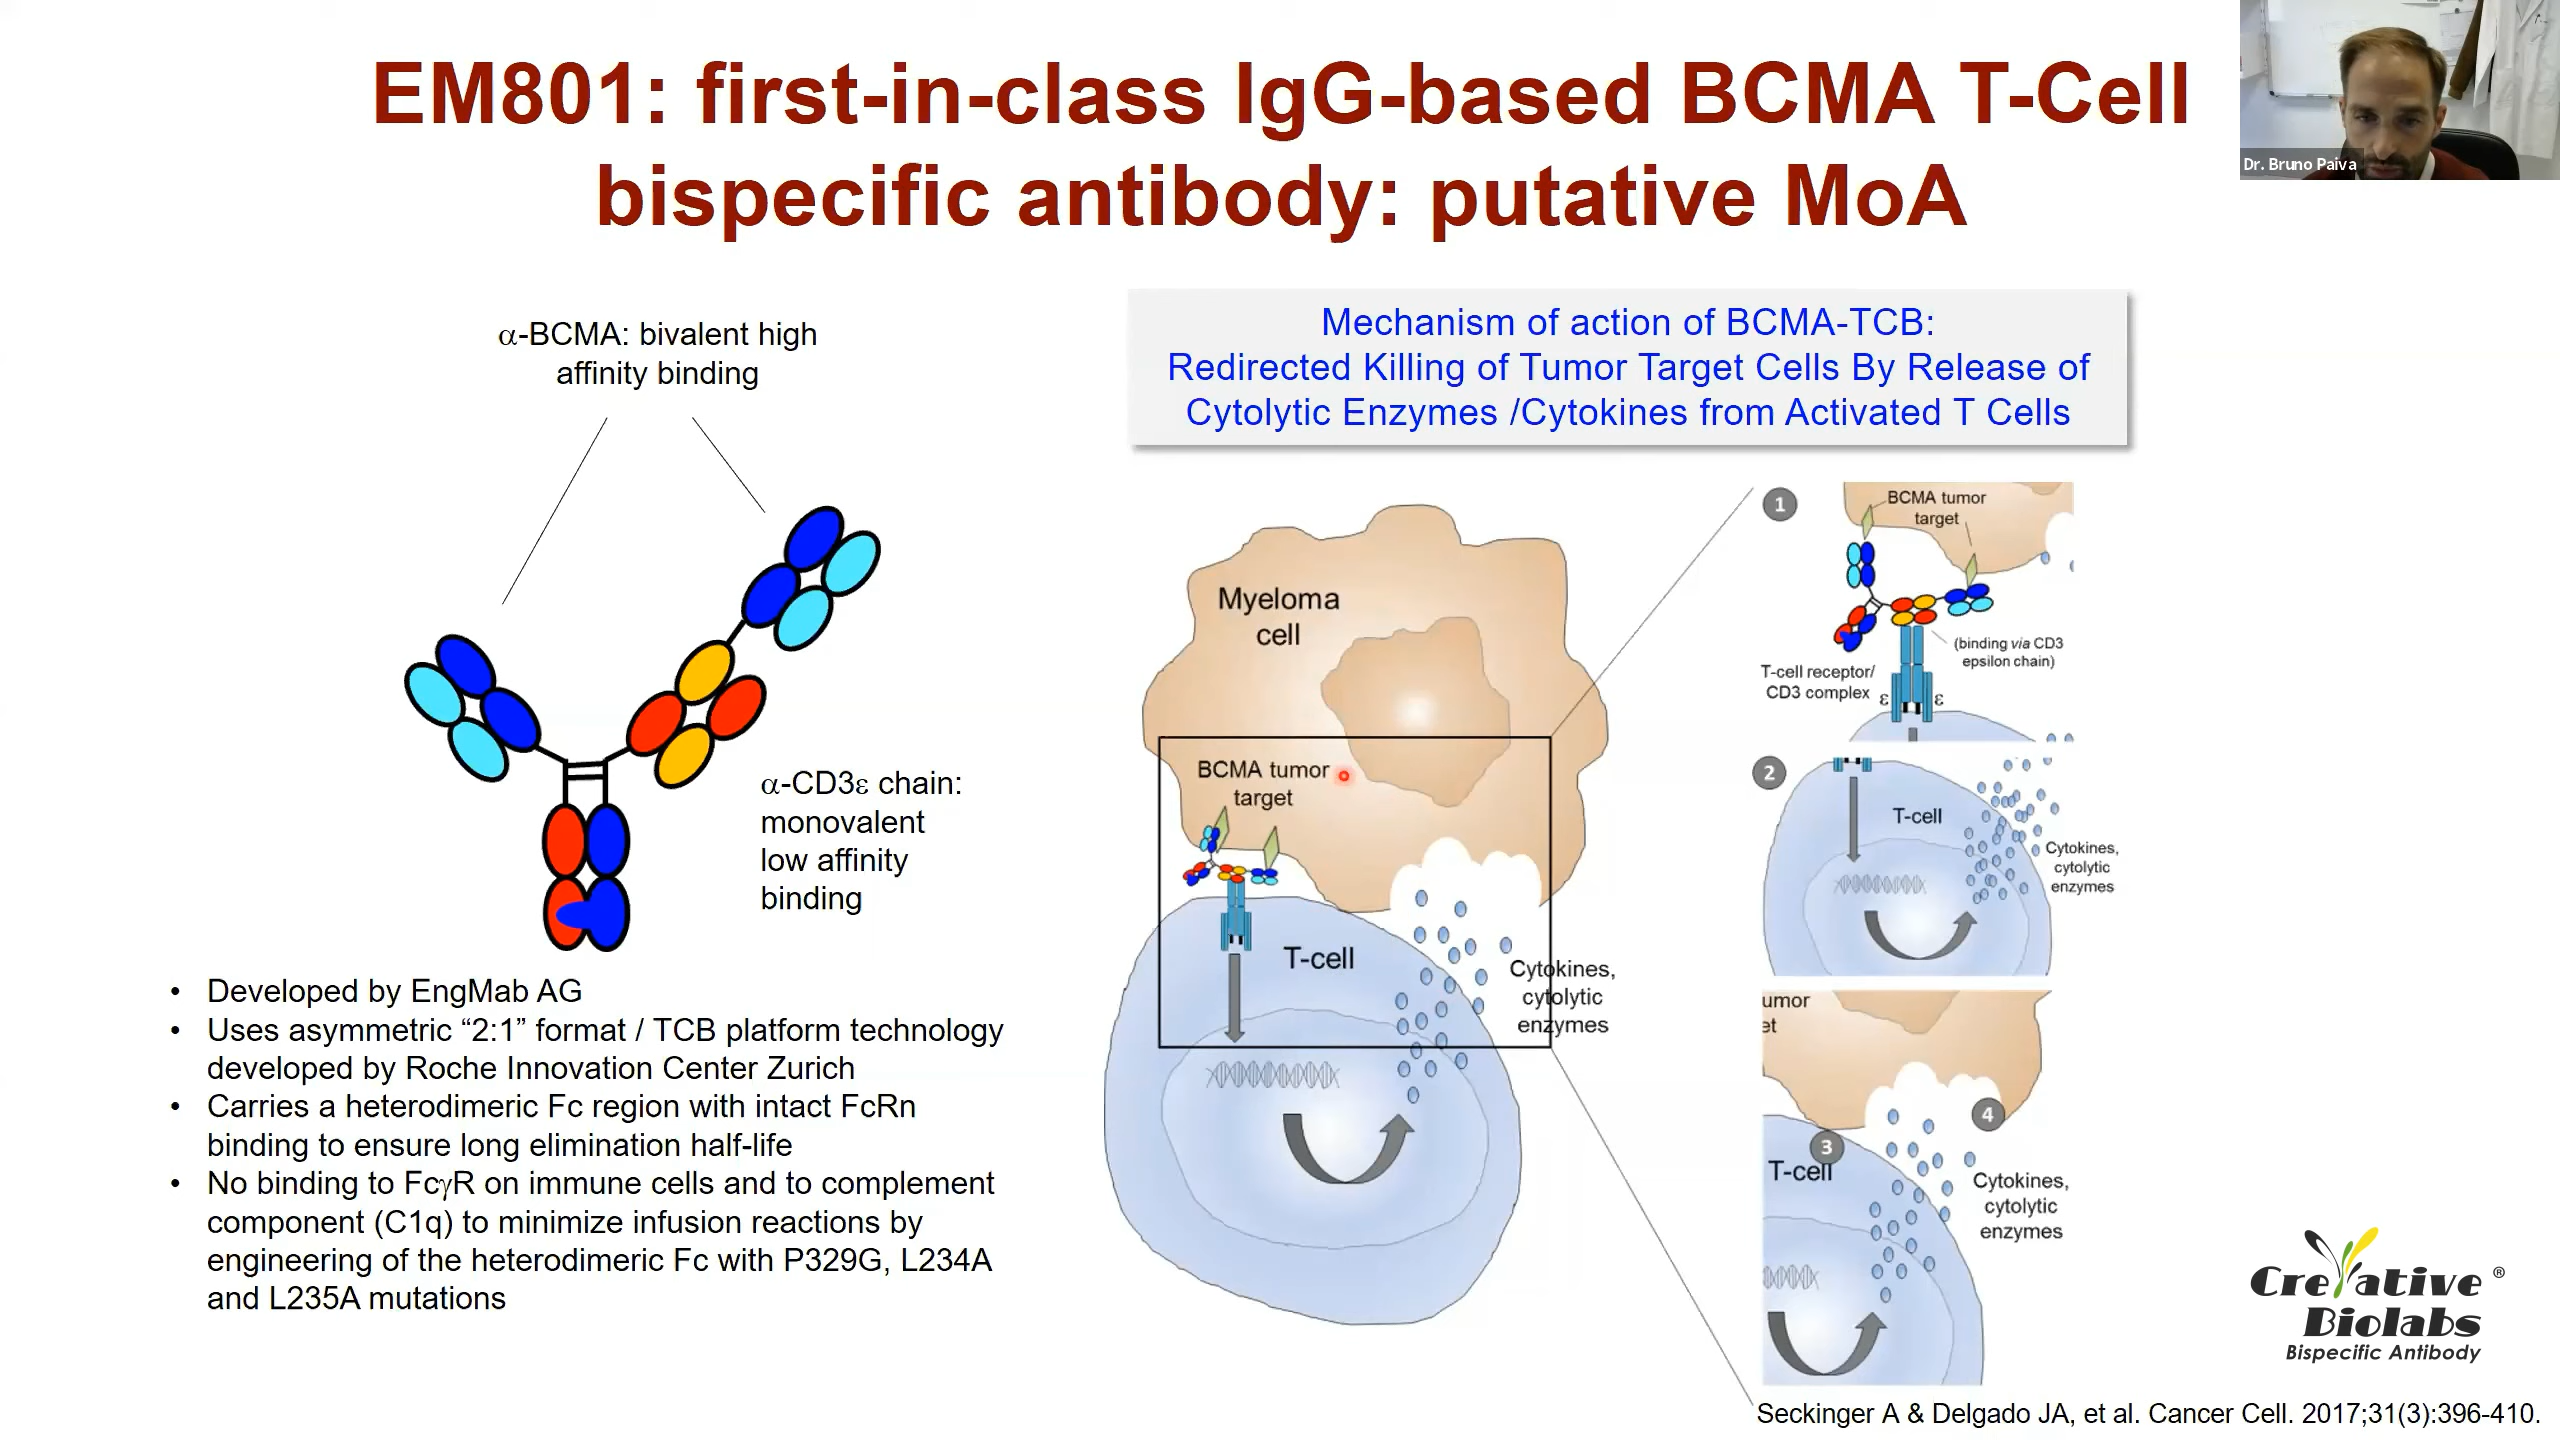 EM801: first-in-class IgG-based BCMA T-Cell
bispecific antibody: putative MoA
Dr. Bruno Paiva
α-BCMA: bivalent high
affinity binding
α-CD3ε chain:
monovalent
low affinity
binding
• Developed by EngMab AG
• Uses asymmetric “2:1” format / TCB platform technology
developed by Roche Innovation Center Zurich
• Carries a heterodimeric Fc region with intact FcRn
binding to ensure long elimination half-life
• No binding to FcγR on immune cells and to complement
component (C1q) to minimize infusion reactions by
engineering of the heterodimeric Fc with P329G, L234A
and L235A mutations
Mechanism of action of BCMA-TCB:
Redirected Killing of Tumor Target Cells By Release of
Cytolytic Enzymes /Cytokines from Activated T Cells
Myeloma
cell
BCMA tumor
target
T-cell
Cytokines,
cytolytic
enzymes
1
BCMA tumor
target
(binding via CD3
epsilon chain)
T-cell receptor/
CD3 complex
ε
ε
2
T-cell
Cytokines,
cytolytic
enzymes
umor
et
4
3
T-cell
Cytokines,
cytolytic
enzymes
Creative®
Biolabs
Bispecific Antibody
Seckinger A & Delgado JA, et al. Cancer Cell. 2017;31(3):396-410.